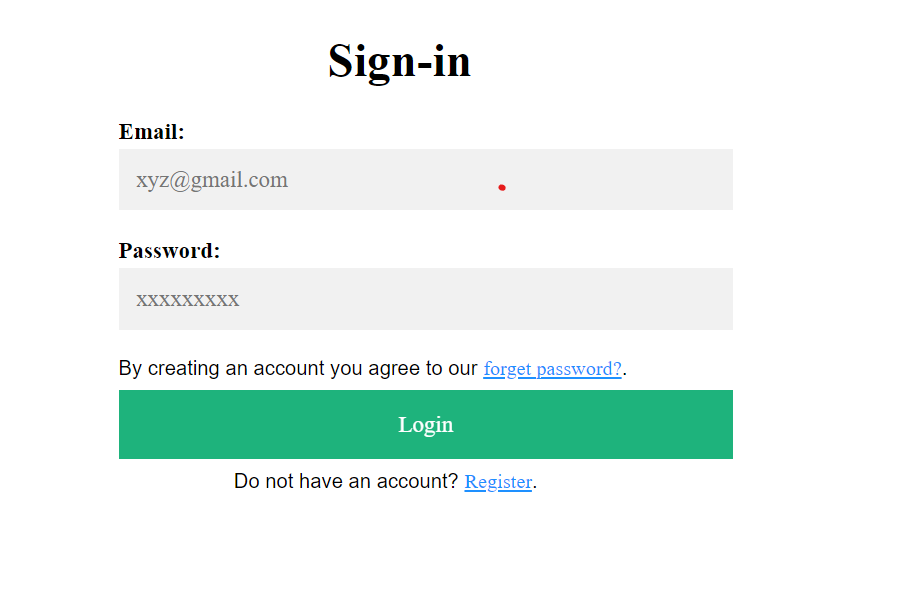 Sign-in
Email:
xyz@gmail.com
Password:
xxxxxxxxx
By creating an account you agree to our forget password?.
Login
Do not have an account? Register.